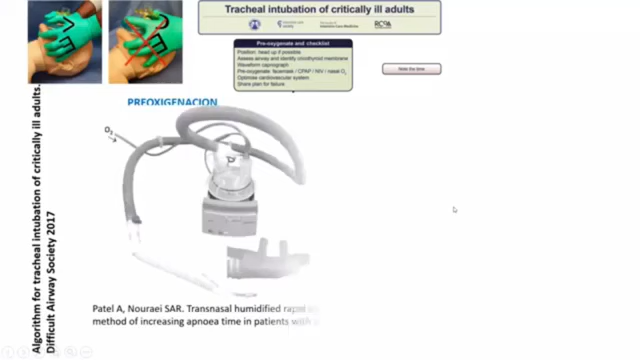 Tracheal intubation of critically ill adults
Pre-oxygenate and checklist
Position: head up if possible
Assess airway and identify cricothyroid membrane
Waveform capnograph
Pre-oxygenate: facemask / CPAP / NIV / nasal O₂
Optimise cardiovascular system
Share plan for failure
Note the time
PREOXIGENACION
O₂
Algorithm for tracheal intubation of critically ill adults.
Difficult Airway Society 2017
Patel A, Nouraei SAR. Transnasal humidified
method of increasing apnoea time in patients with